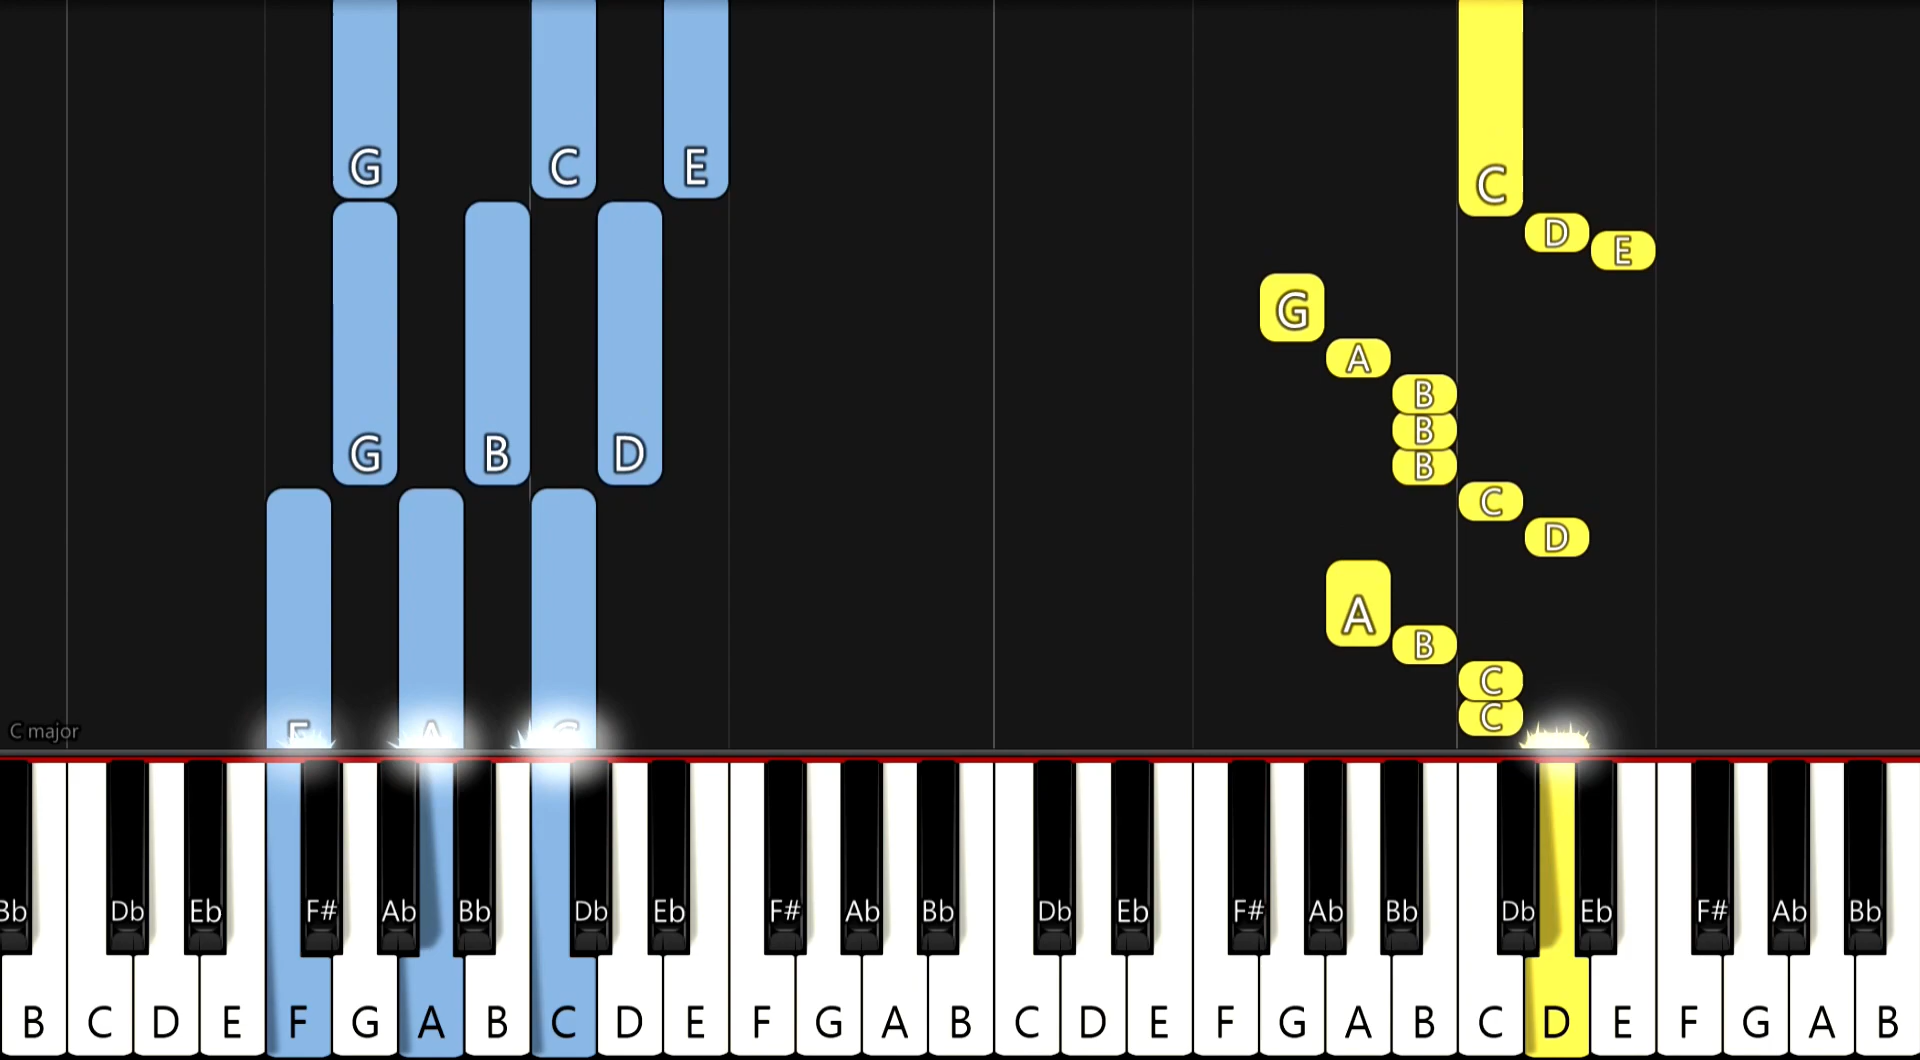 G C E C
D E
G
A
B
B
G B D B
C
D
A
B
C
F A C C
C major
Bb Db Eb F# Ab Bb Db Eb F# Ab Bb Db Eb F# Ab Bb Db Eb F# Ab Bb
B C D E F G A B C D E F G A B C D E F G A B C D E F G A B